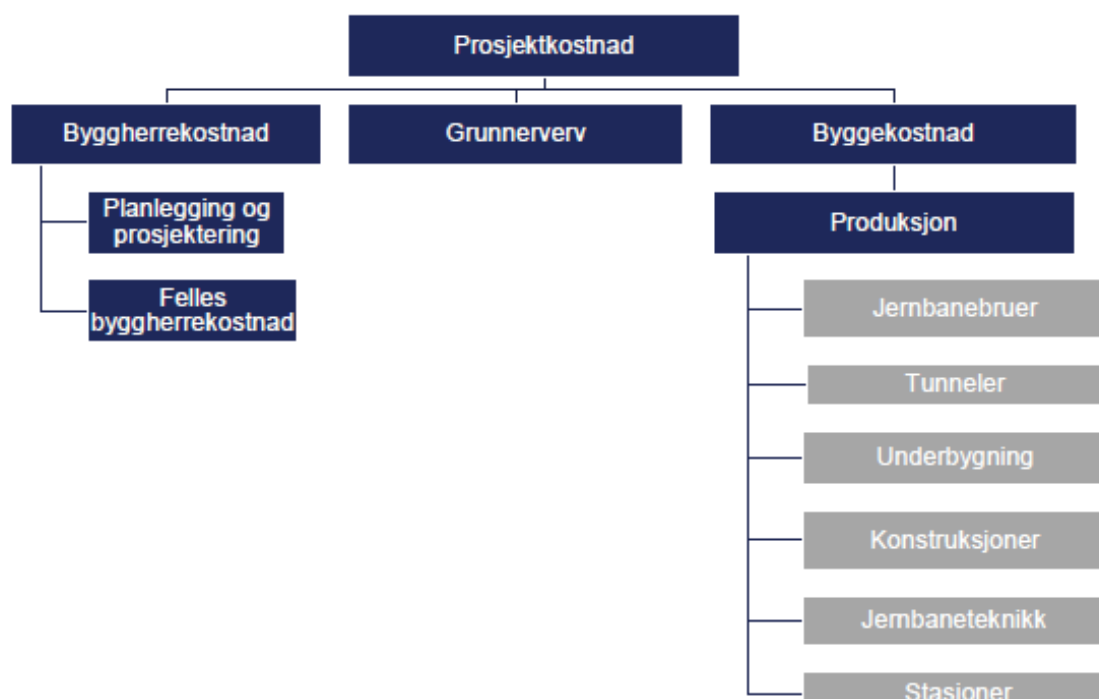 Prosjektkostnad
Byggherrekostnad
Grunnerverv
Byggekostnad
Planlegging og
prosjektering
Felles
byggherrekostnad
Produksjon
Jernbanebruer
Tunneler
Underbygning
Konstruksjoner
Jernbaneteknikk
Stasjoner